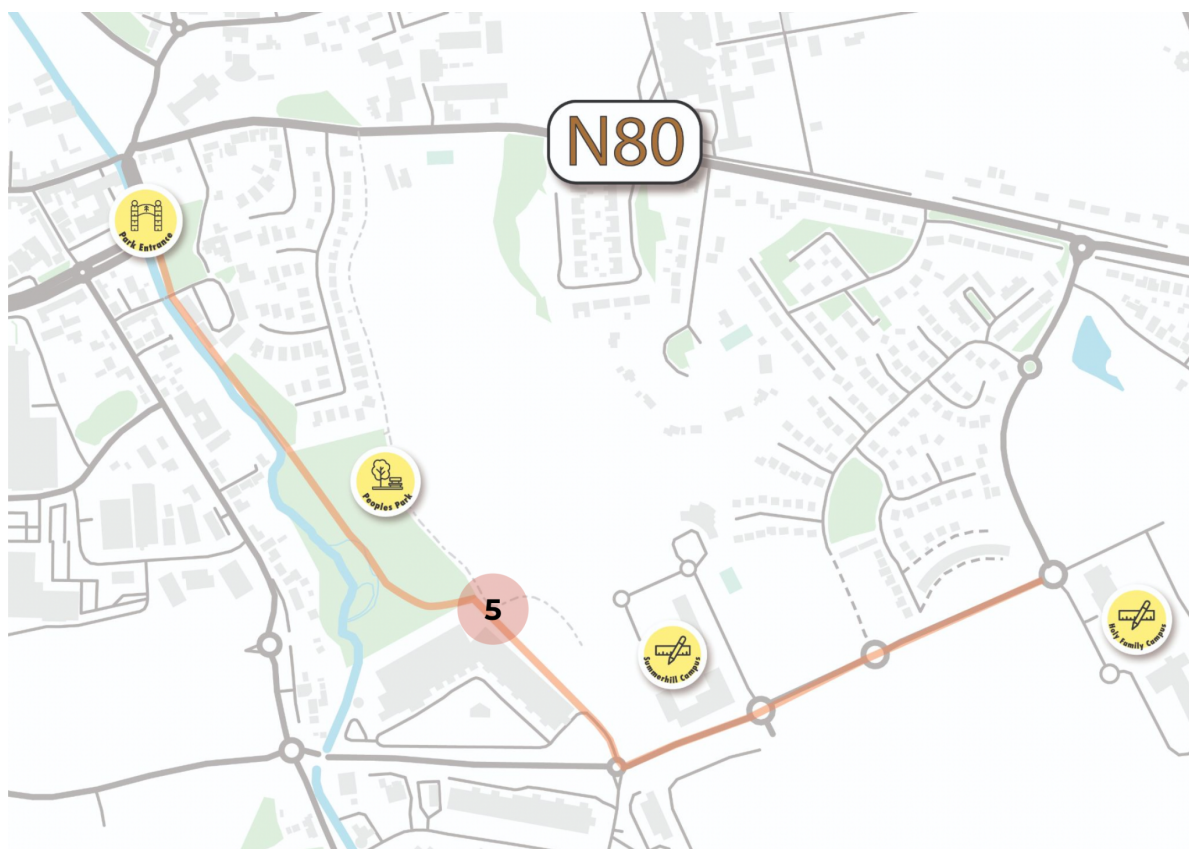 N80
Park Entrance
Peoples Park
5
Summerhill Campus
Holy Family Campus